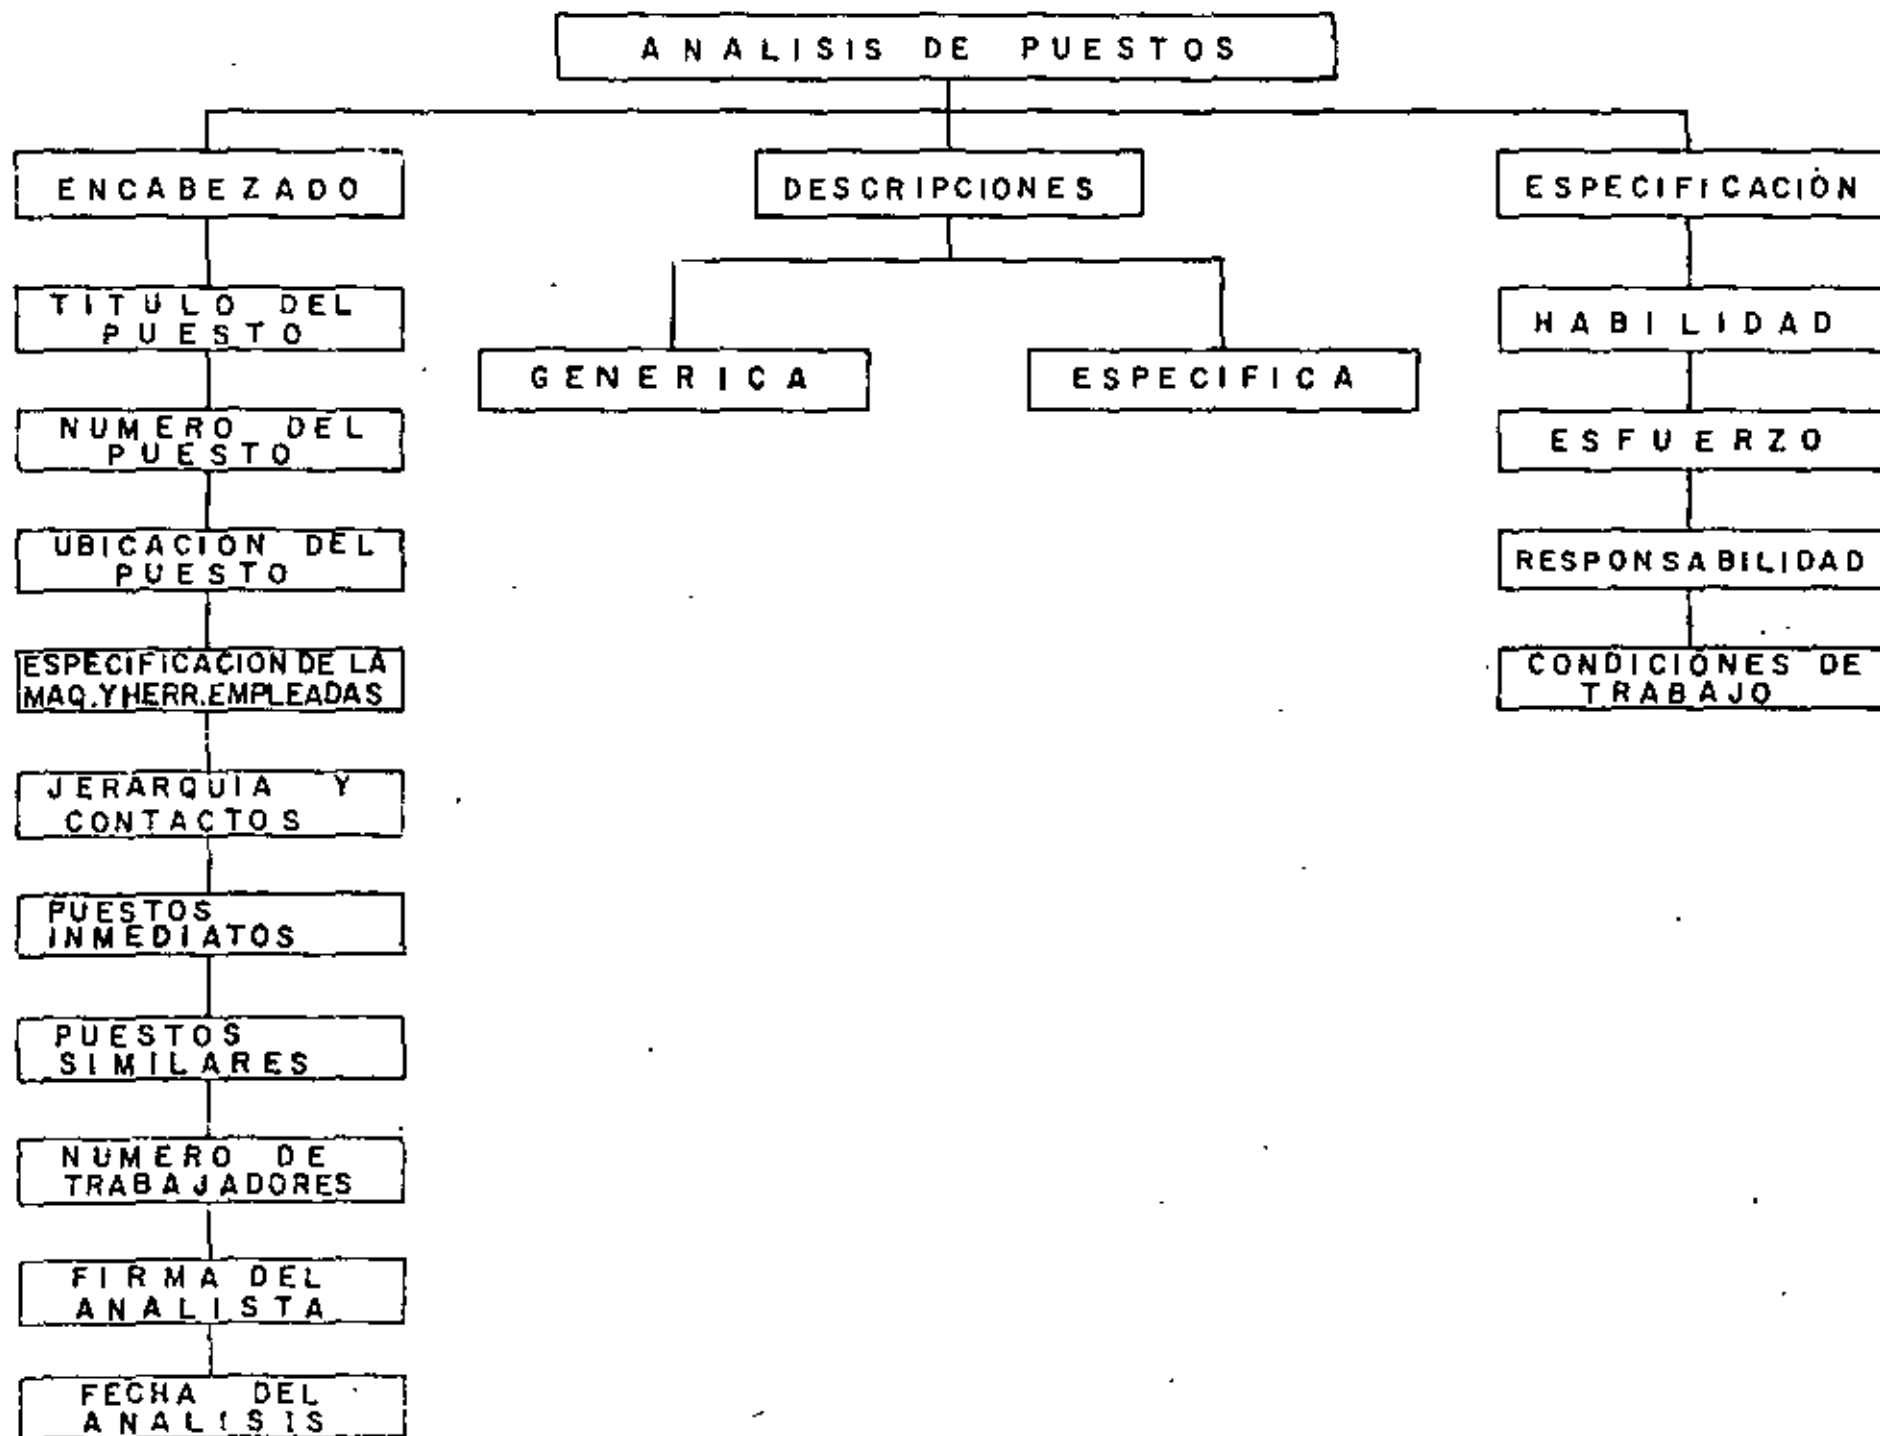 ANALISIS DE PUESTOS
ENCABEZADO
TITULO DEL
PUESTO
NUMERO DEL
PUESTO
UBICACION DEL
PUESTO
ESPECIFICACION DE LA
MAQ. Y HERR. EMPLEADAS
JERARQUIA Y
CONTACTOS
PUESTOS
INMEDIATOS
PUESTOS
SIMILARES
NUMERO DE
TRABAJADORES
FIRMA DEL
ANALISTA
FECHA DEL
ANALISIS
DESCRIPCIONES
GENERICA
ESPECIFICA
ESPECIFICACIÓN
HABILIDAD
ESFUERZO
RESPONSABILIDAD
CONDICIONES DE
TRABAJO